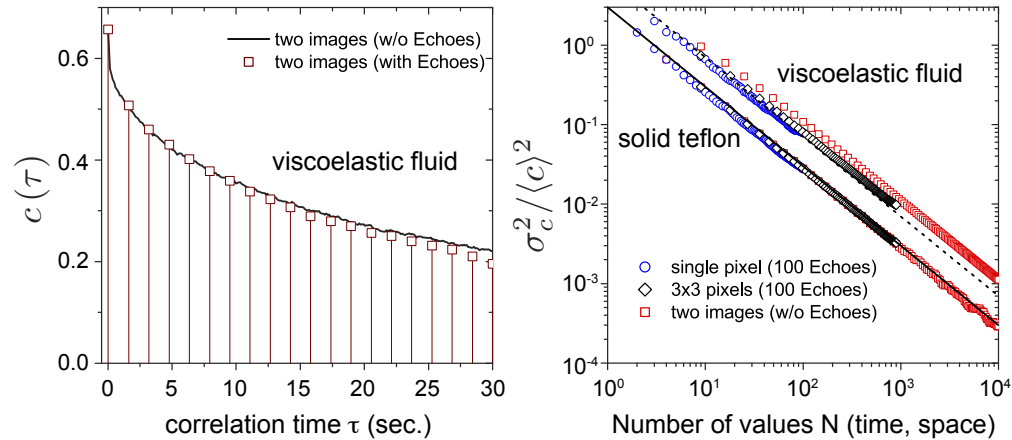 two images (w/o Echoes)
two images (with Echoes)
viscoelastic fluid
c (τ)
0.6
0.4
0.2
0.0
0 5 10 15 20 25 30
correlation time τ (sec.)
viscoelastic fluid
solid teflon
σ_c^2 / ⟨c⟩^2
10^0
10^-1
10^-2
10^-3
10^-4
single pixel (100 Echoes)
3x3 pixels (100 Echoes)
two images (w/o Echoes)
10^0 10^1 10^2 10^3 10^4
Number of values N (time, space)